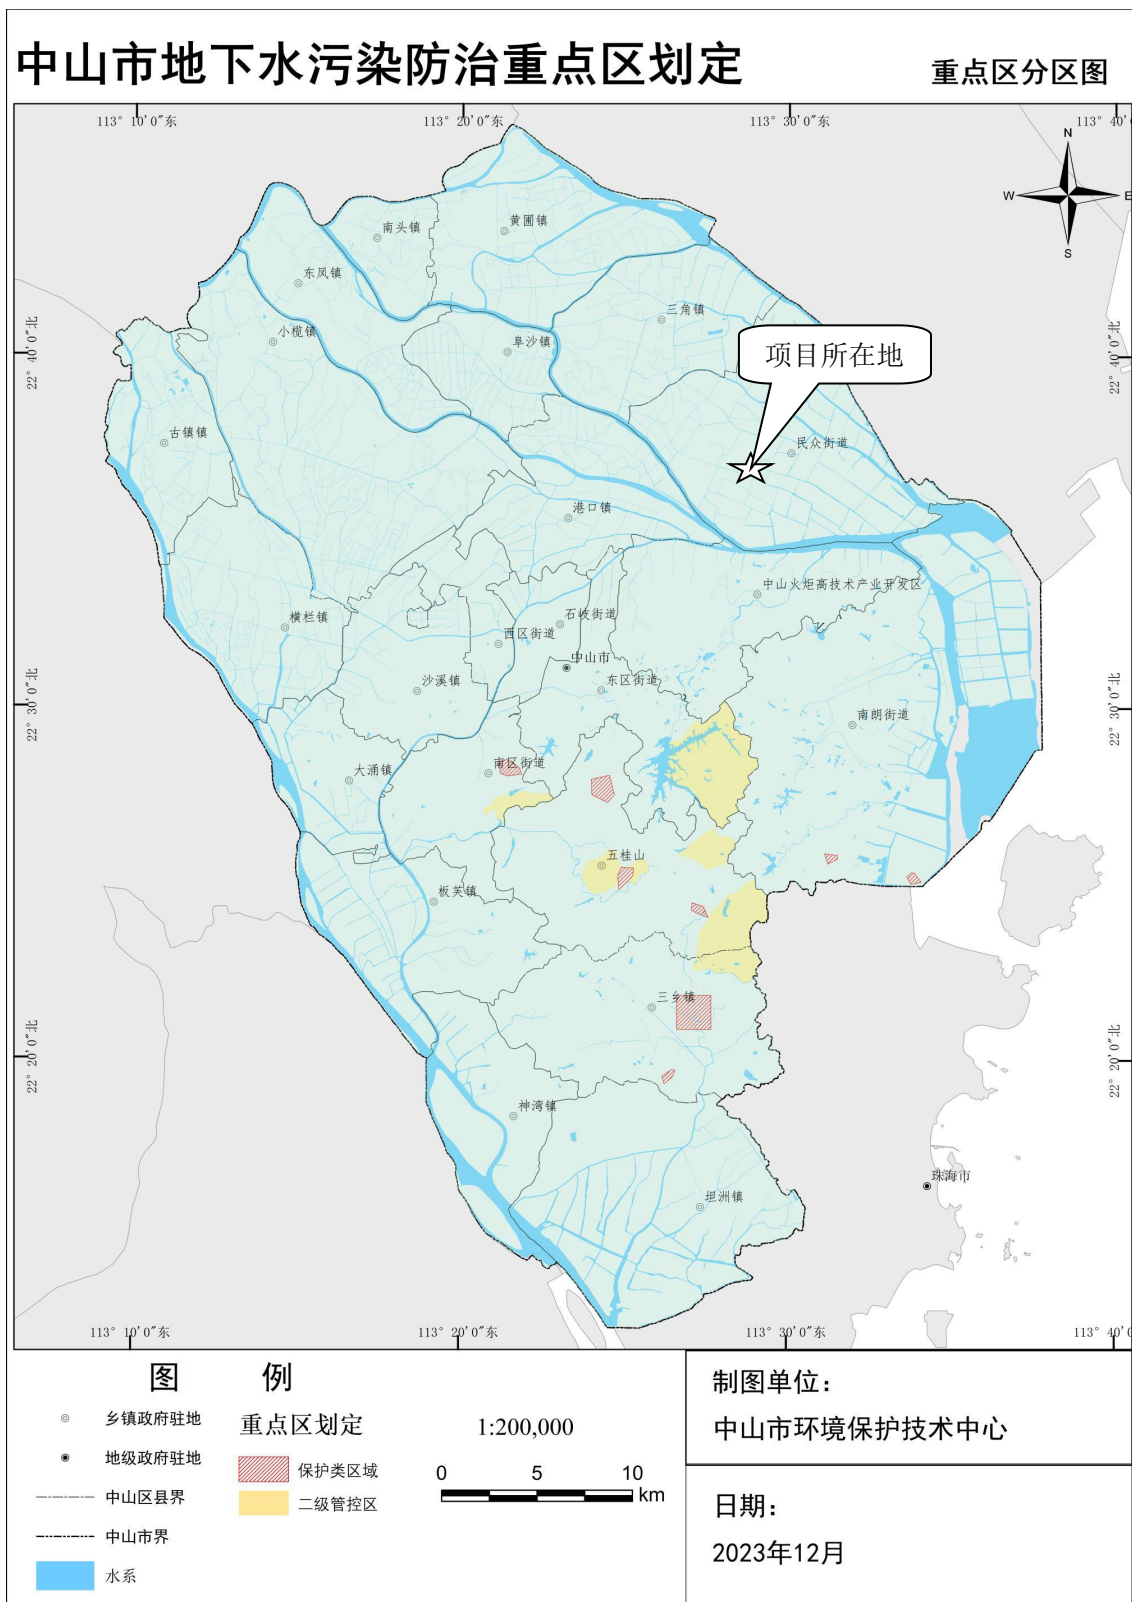 中山市地下水污染防治重点区划定
重点区分区图
113° 10'0"东
113° 20'0"东
113° 30'0"东
113° 40'0
N
W
E
S
南头镇
黄圃镇
东凤镇
三角镇
小榄镇
阜沙镇
22° 40'0"北
22° 40'0"北
项目所在地
古镇镇
民众街道
港口镇
中山火炬高技术产业开发区
横栏镇
石岐街道
西区街道
中山市
沙溪镇
东区街道
22° 30'0"北
22° 30'0"北
南朗街道
大涌镇
南区街道
五桂山
板芙镇
三乡镇
22° 20'0"北
22° 20'0"北
神湾镇
珠海市
坦洲镇
113° 10'0"东
113° 20'0"东
113° 30'0"东
113° 40'0
图 例
乡镇政府驻地
地级政府驻地
中山区县界
中山市界
水系
重点区划定
保护类区域
二级管控区
1:200,000
0 5 10
km
制图单位：
中山市环境保护技术中心
日期：
2023年12月